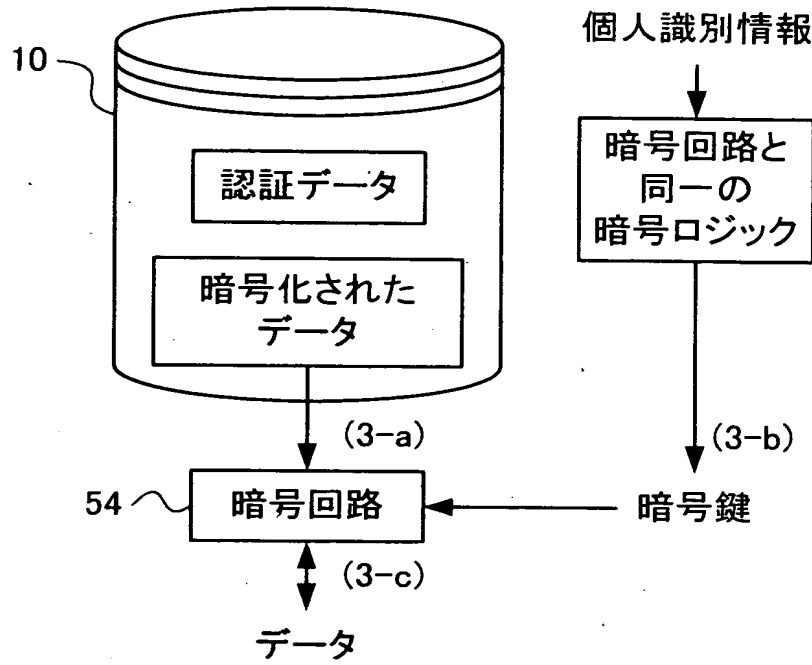 個人識別情報
10
暗号回路と
同一の
暗号ロジック
認証データ
暗号化された
データ
(3-a)
(3-b)
54
暗号回路
暗号鍵
(3-c)
データ